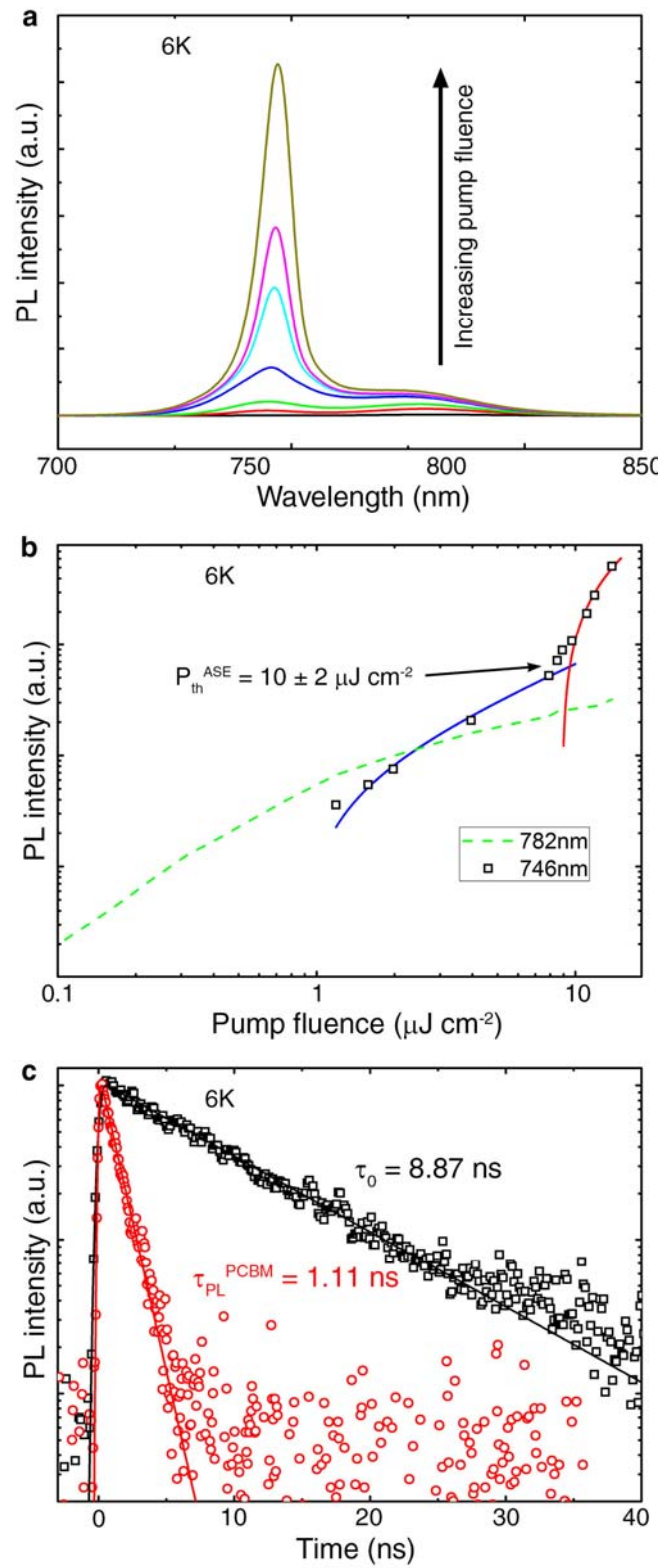 a
6K
Increasing pump fluence
PL intensity (a.u.)
700 750 800 850
Wavelength (nm)
b
6K
P_th^ASE = 10 ± 2 μJ cm⁻²
PL intensity (a.u.)
782nm
746nm
0.1 1 10
Pump fluence (μJ cm⁻²)
c
6K
τ₀ = 8.87 ns
τ_PL^PCBM = 1.11 ns
PL intensity (a.u.)
0 10 20 30 40
Time (ns)